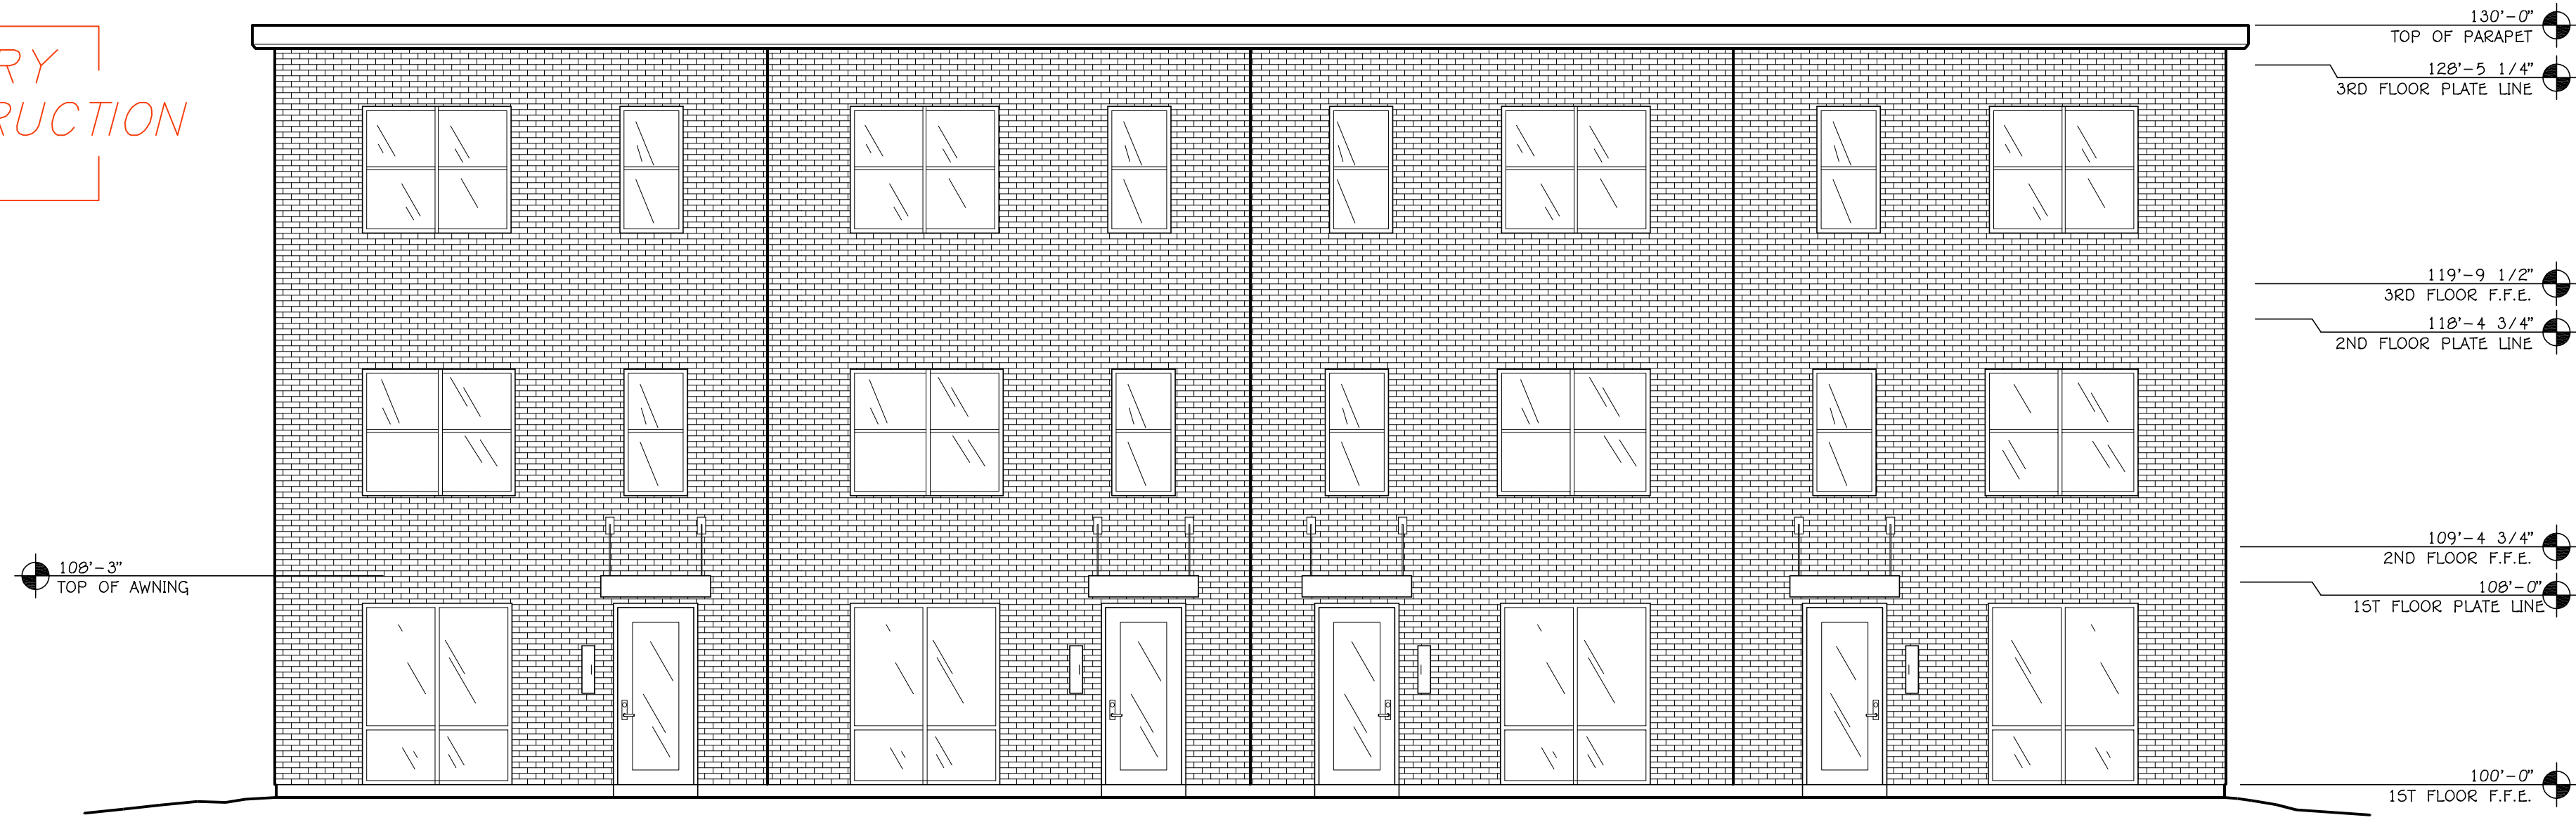 RY
RUCTION
130'-0"
TOP OF PARAPET
128'-5 1/4"
3RD FLOOR PLATE LINE
119'-9 1/2"
3RD FLOOR F.F.E.
118'-4 3/4"
2ND FLOOR PLATE LINE
109'-4 3/4"
2ND FLOOR F.F.E.
108'-3"
TOP OF AWNING
108'-0"
1ST FLOOR PLATE LINE
100'-0"
1ST FLOOR F.F.E.